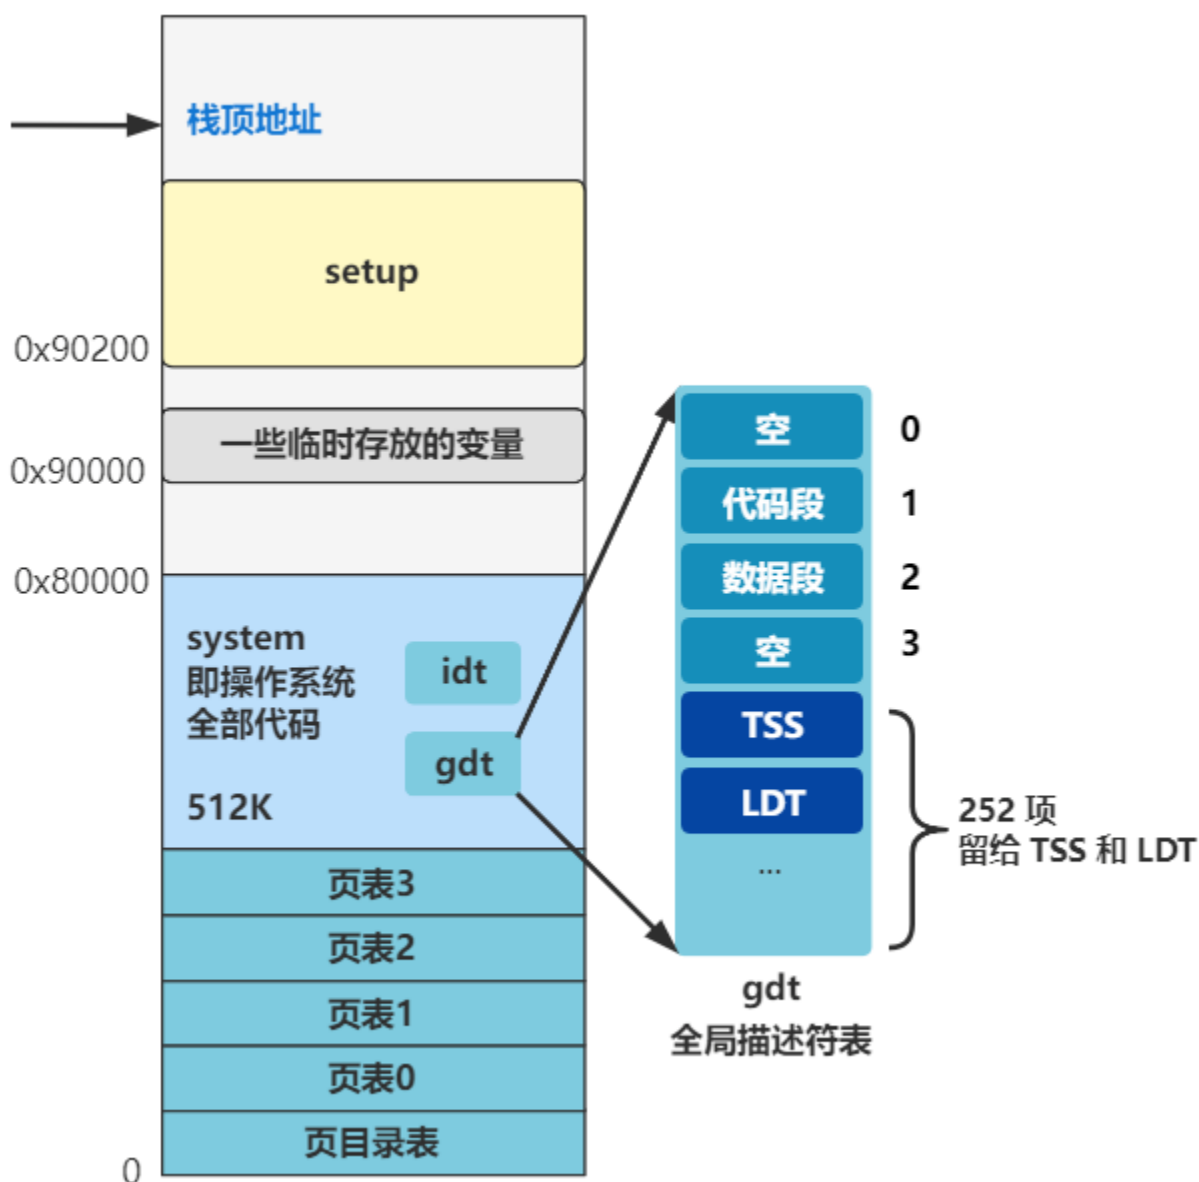 栈顶地址
setup
0x90200
一些临时存放的变量
0x90000
0x80000
system
即操作系统
全部代码
512K
idt
gdt
页表3
页表2
页表1
页表0
页目录表
0
空 0
代码段 1
数据段 2
空 3
TSS
LDT
...
252 项
留给 TSS 和 LDT
gdt
全局描述符表